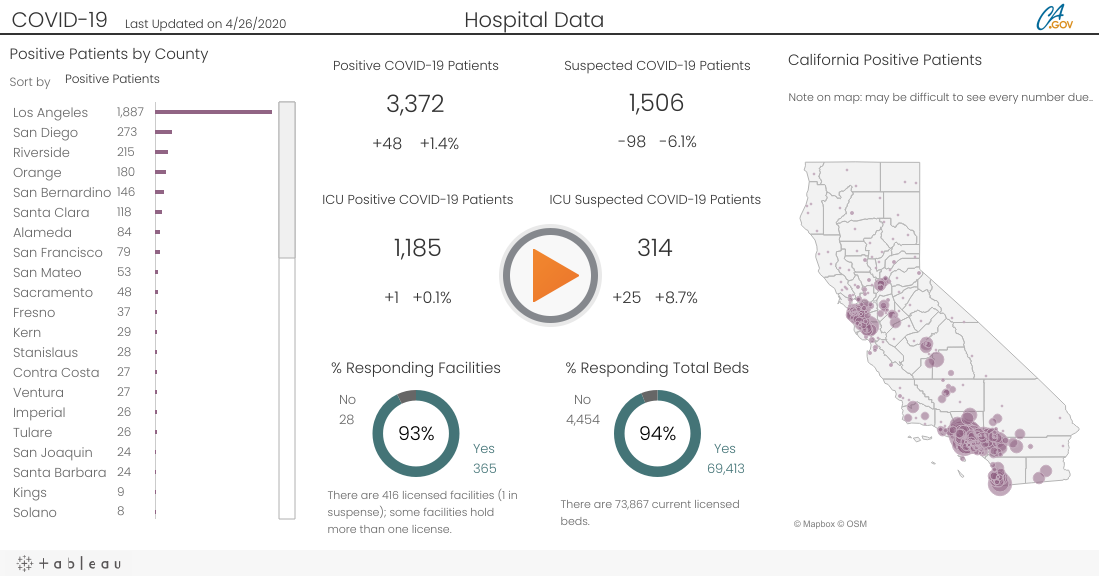 COVID-19 Last Updated on 4/26/2020
Hospital Data
CA
.GOV
Positive Patients by County
Sort by Positive Patients
Los Angeles 1,887
San Diego 273
Riverside 215
Orange 180
San Bernardino 146
Santa Clara 118
Alameda 84
San Francisco 79
San Mateo 53
Sacramento 48
Fresno 37
Kern 29
Stanislaus 28
Contra Costa 27
Ventura 27
Imperial 26
Tulare 26
San Joaquin 24
Santa Barbara 24
Kings 9
Solano 8
Positive COVID-19 Patients
3,372
+48 +1.4%
Suspected COVID-19 Patients
1,506
-98 -6.1%
ICU Positive COVID-19 Patients
1,185
+1 +0.1%
ICU Suspected COVID-19 Patients
314
+25 +8.7%
% Responding Facilities
No
28
93%
Yes
365
There are 416 licensed facilities (1 in
suspense); some facilities hold
more than one license.
% Responding Total Beds
No
4,454
94%
Yes
69,413
There are 73,867 current licensed
beds.
California Positive Patients
Note on map: may be difficult to see every number due..
© Mapbox © OSM
+ableau